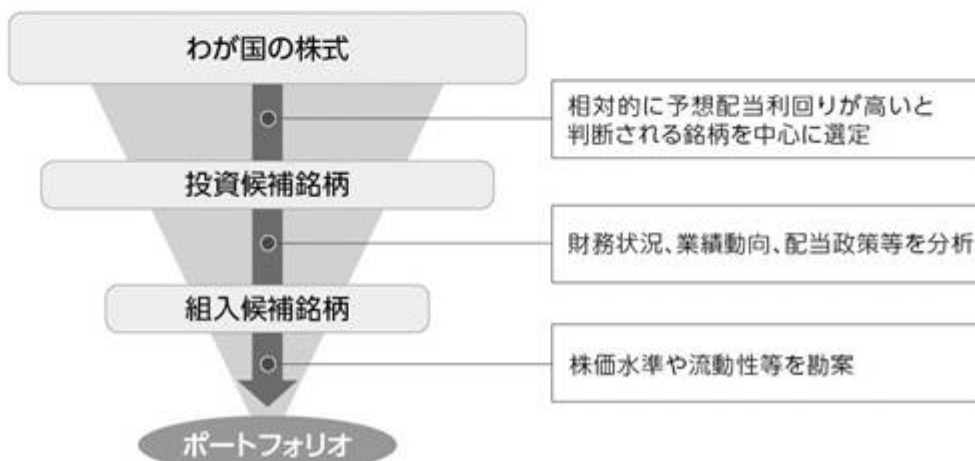 わが国の株式
相対的に予想配当利回りが高いと
判断される銘柄を中心に選定
投資候補銘柄
財務状況、業績動向、配当政策等を分析
組入候補銘柄
株価水準や流動性等を勘案
ポートフォリオ